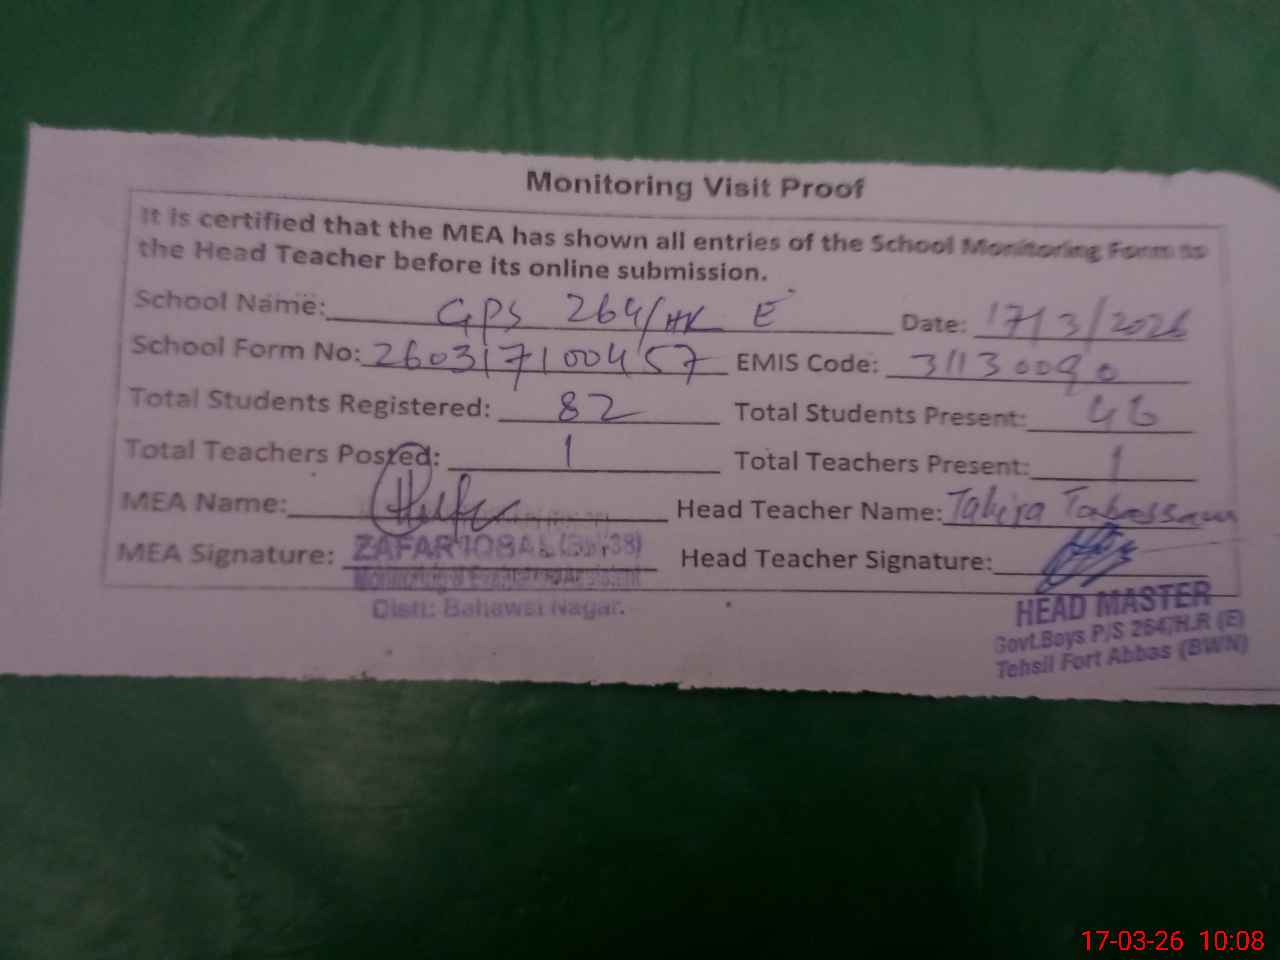 Monitoring Visit Proof
It is certified that the MEA has shown all entries of the School Monitoring Form to
the Head Teacher before its online submission.
School Name: GPS 264/HR E Date: 17/3/2026
School Form No: 260317100457 EMIS Code: 31130090
Total Students Registered: 82 Total Students Present: 46
Total Teachers Posted: 1 Total Teachers Present: 1
MEA Name: Head Teacher Name: Tahira Tabassum
MEA Signature: ZAFAR IQBAL Head Teacher Signature:
Monitoring & Evaluation Assistant
Distt: Bahawal Nagar.
HEAD MASTER
Govt.Boys P/S 264/H.R (E)
Tehsil Fort Abbas (BWN)
17-03-26 10:08